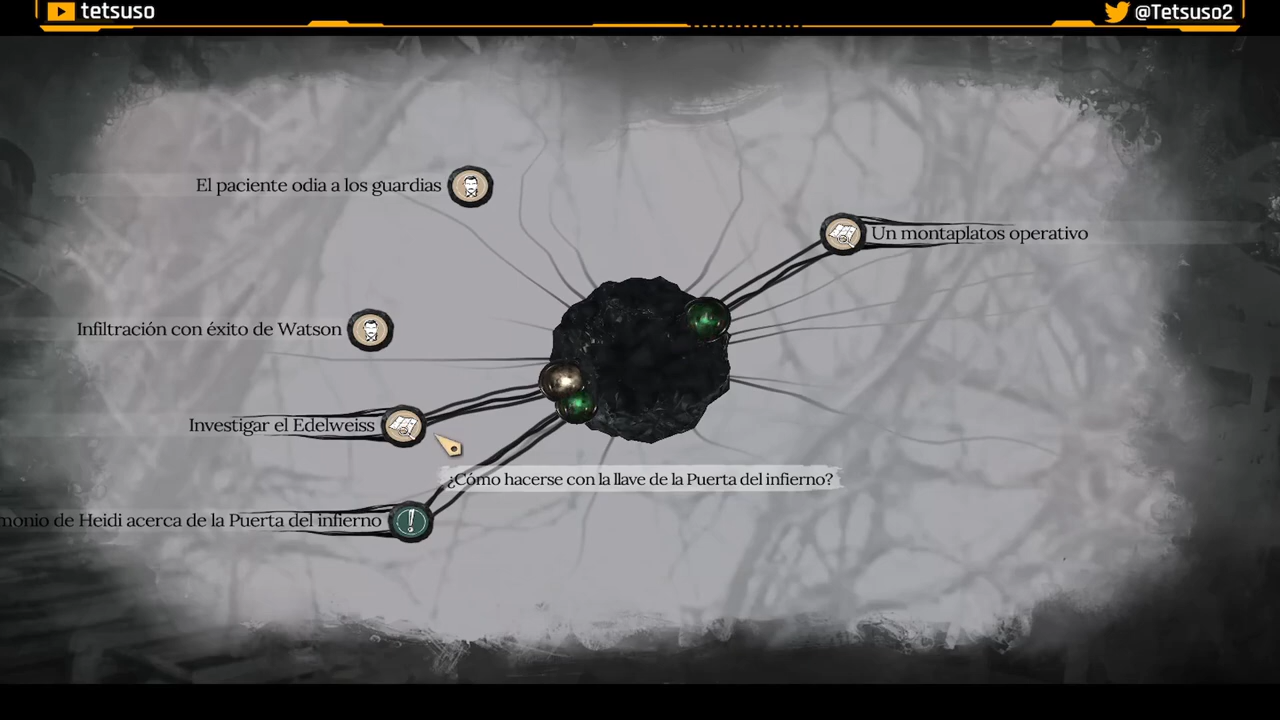 tetsuso
@Tetsuso2
El paciente odia a los guardias
Un montaplatos operativo
Infiltración con éxito de Watson
Investigar el Edelweiss
¿Cómo hacerse con la llave de la Puerta del infierno?
de Heidi acerca de la Puerta del infierno